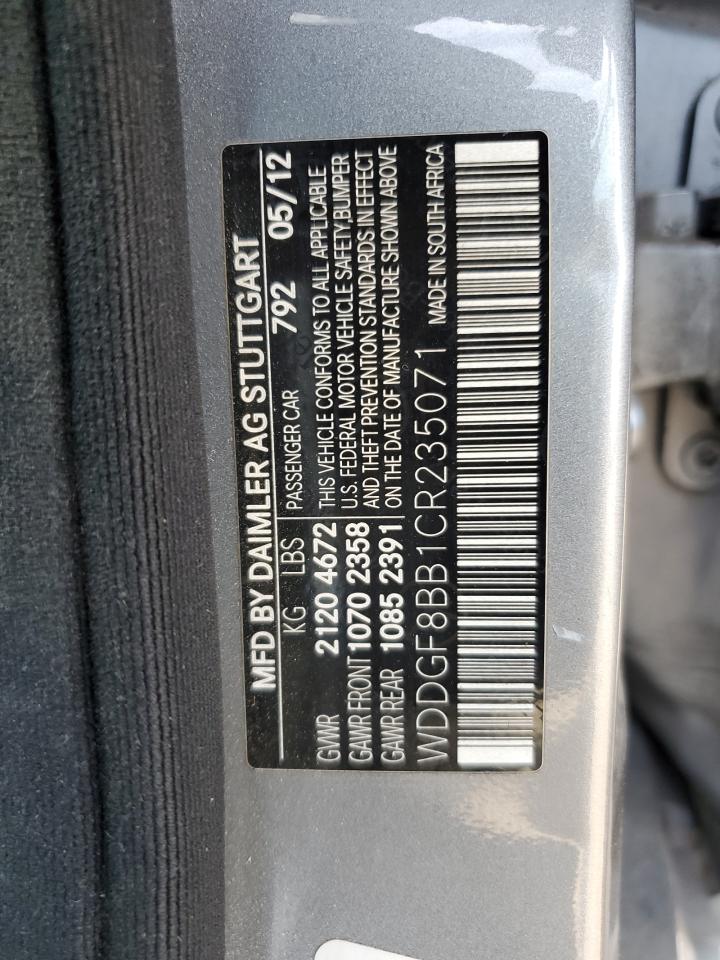 MFD BY DAIMLER AG STUTTGART
KG LBS PASSENGER CAR 792 05/12
GVWR 2120 4672 THIS VEHICLE CONFORMS TO ALL APPLICABLE
GAWR FRONT 1070 2358 U.S. FEDERAL MOTOR VEHICLE SAFETY,BUMPER
AND THEFT PREVENTION STANDARDS IN EFFECT
GAWR REAR 1085 2391 ON THE DATE OF MANUFACTURE SHOWN ABOVE
WDDGF8BB1CR235071 MADE IN SOUTH AFRICA